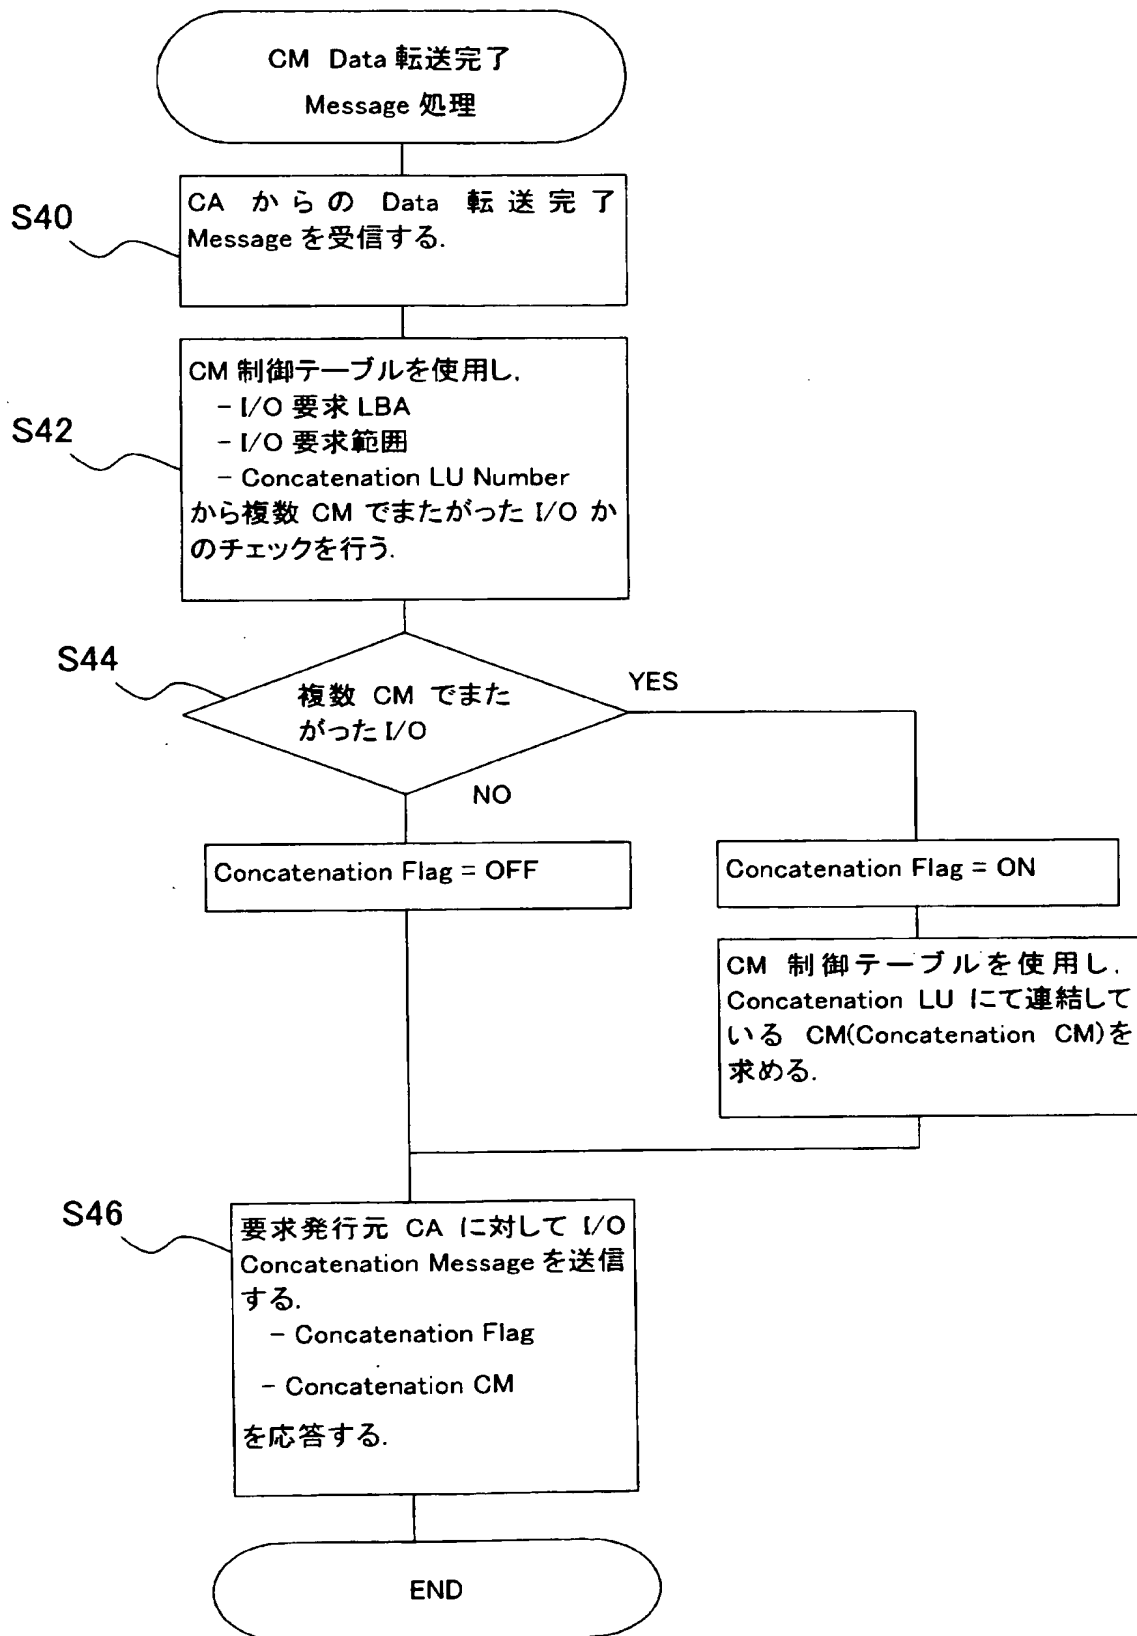 CM Data 転送完了
Message 処理
S40
CA からの Data 転送完了
Message を受信する.
S42
CM 制御テーブルを使用し,
- I/O 要求 LBA
- I/O 要求範囲
- Concatenation LU Number
から複数 CM でまたがった I/O か
のチェックを行う.
S44
複数 CM でまた
がった I/O
YES
NO
Concatenation Flag = OFF
Concatenation Flag = ON
CM 制御テーブルを使用し,
Concatenation LU にて連結して
いる CM(Concatenation CM)を
求める.
S46
要求発行元 CA に対して I/O
Concatenation Message を送信
する.
- Concatenation Flag
- Concatenation CM
を応答する.
END